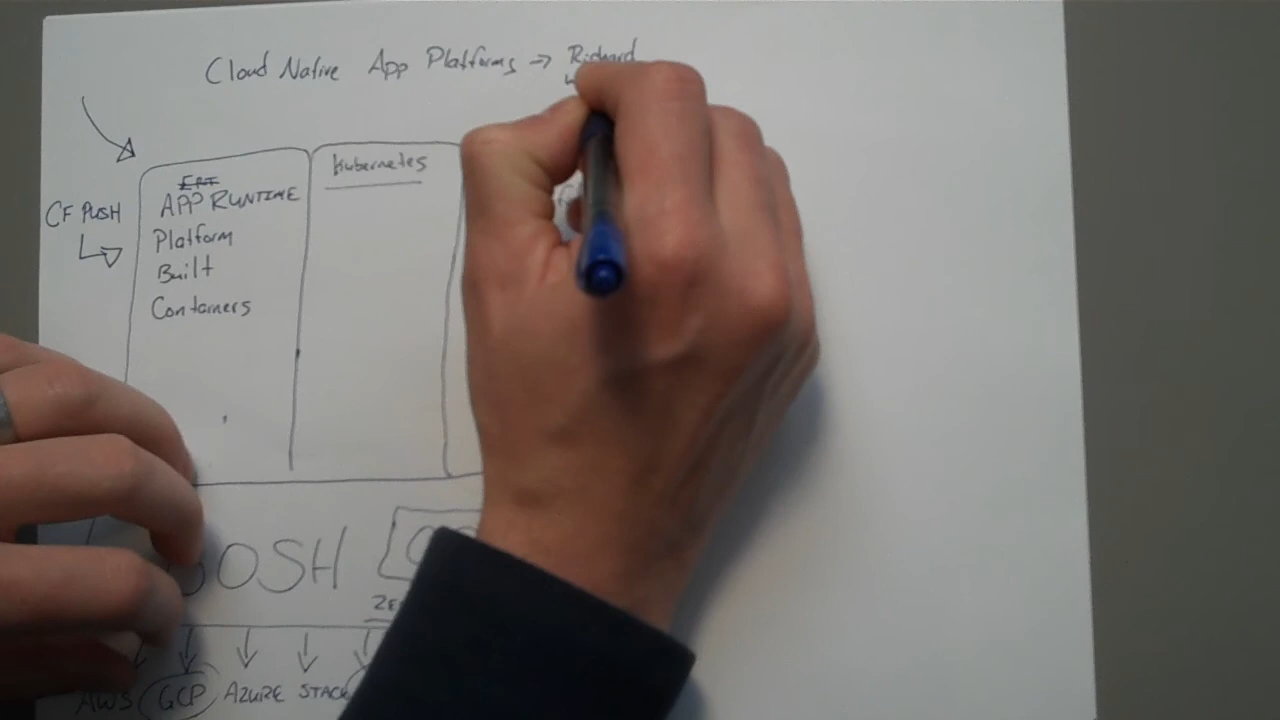 Cloud Native App Platforms → Richard
APP RUNTIME
Platform
Built
Containers
CF PUSH
Kubernetes
OSH
AWS GCP AZURE STACK